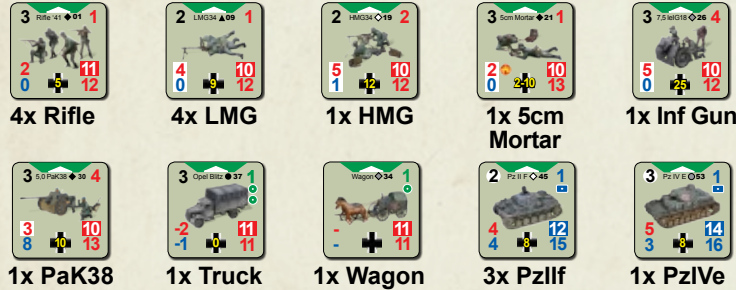 3 Rifle '41 ◆ 01 1
2 11
0 5 12
4x Rifle
2 LMG34 ▲ 09 1
4 10
0 9 12
4x LMG
2 HMG34 ◇ 19 2
5 10
1 12 12
1x HMG
3 5cm Mortar ◆ 21 1
2 10
0 2-10 13
1x 5cm
Mortar
3 7,5 leIG18 ◇ 26 4
5 10
0 25 12
1x Inf Gun
3 5,0 PaK38 ◆ 30 4
3 10
8 10 13
1x PaK38
3 Opel Blitz ● 37 1
-2 11
-1 0 11
1x Truck
Wagon ◇ 34 1
- 11
- 11
1x Wagon
2 Pz II F ◇ 45 1
4 12
4 8 15
3x PzIIf
3 Pz IV E 53 1
5 14
3 8 16
1x PzIVe